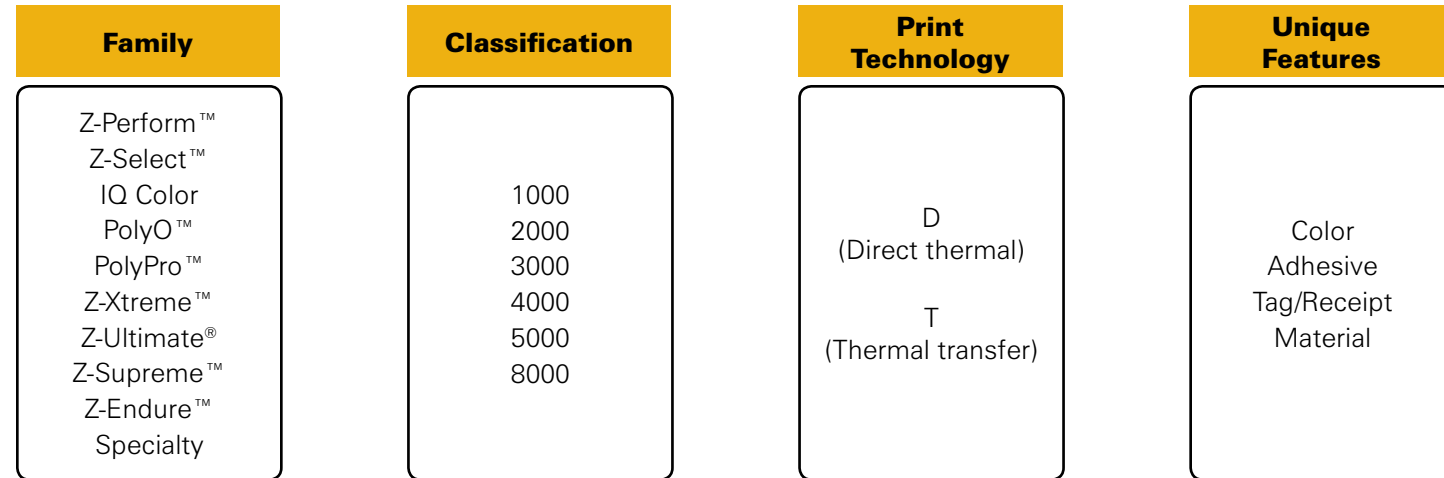 Family
Z-Perform™
Z-Select™
IQ Color
PolyO™
PolyPro™
Z-Xtreme™
Z-Ultimate®
Z-Supreme™
Z-Endure™
Specialty
Classification
1000
2000
3000
4000
5000
8000
Print
Technology
D
(Direct thermal)
T
(Thermal transfer)
Unique
Features
Color
Adhesive
Tag/Receipt
Material